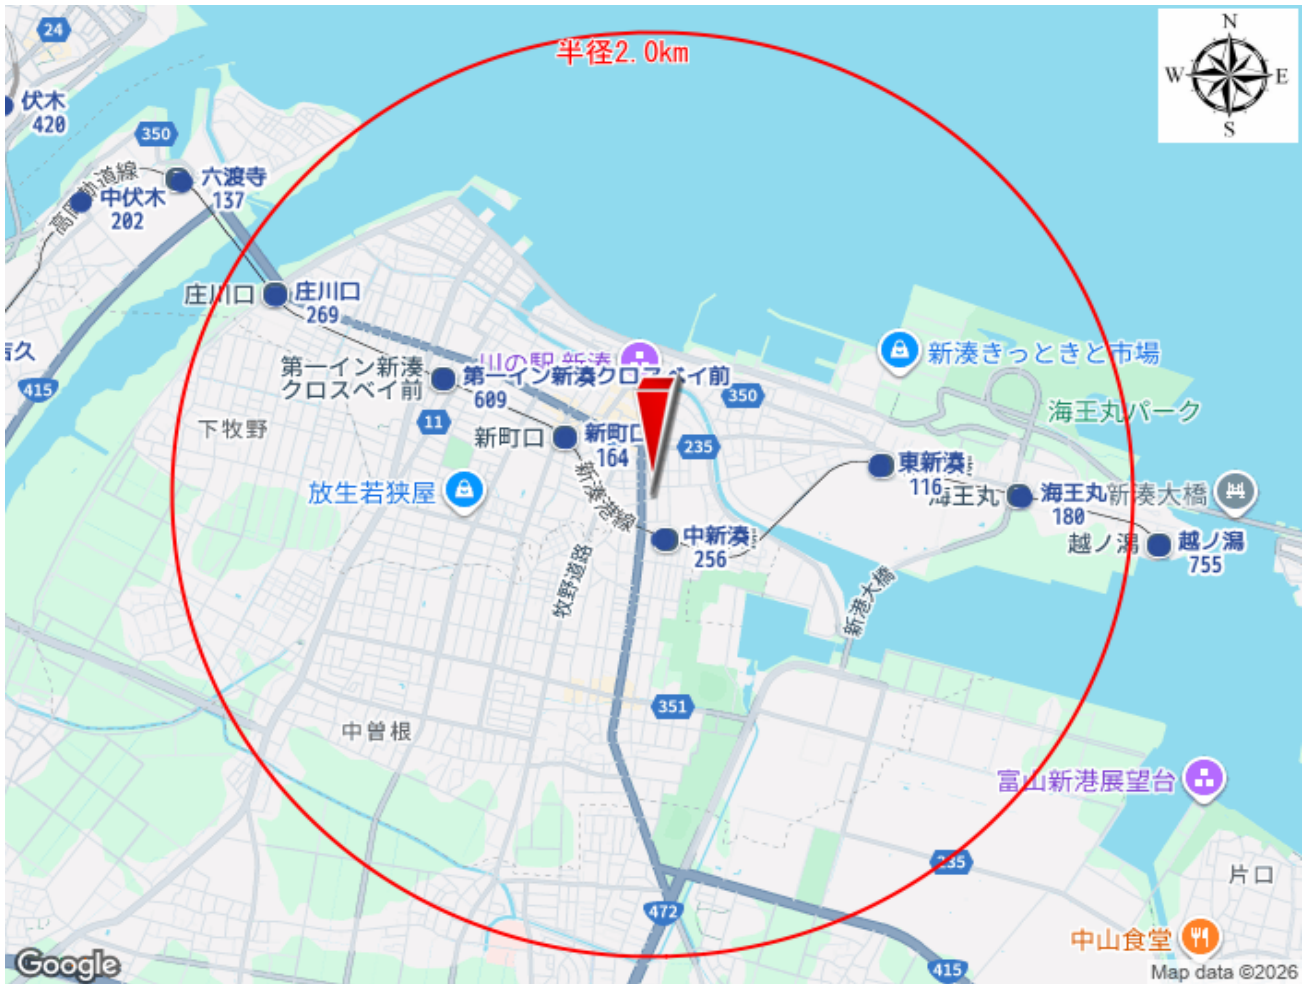 半径2.0km
N
W
E
S
24
伏木
420
350
六渡寺
137
高岡軌道線
中伏木
202
庄川口
庄川口
269
吉久
415
第一イン新湊
クロスベイ前
川の駅 新湊
第一イン新湊クロスベイ前
609
新湊きっときと市場
350
海王丸パーク
下牧野
11
新町口
新町口
164
235
東新湊
116
放生若狭屋
新湊港線
海王丸
海王丸
180
新湊大橋
中新湊
256
越ノ潟
越ノ潟
755
牧野道路
新港大橋
351
中曽根
富山新港展望台
235
片口
472
中山食堂
415
Google
Map data ©2026